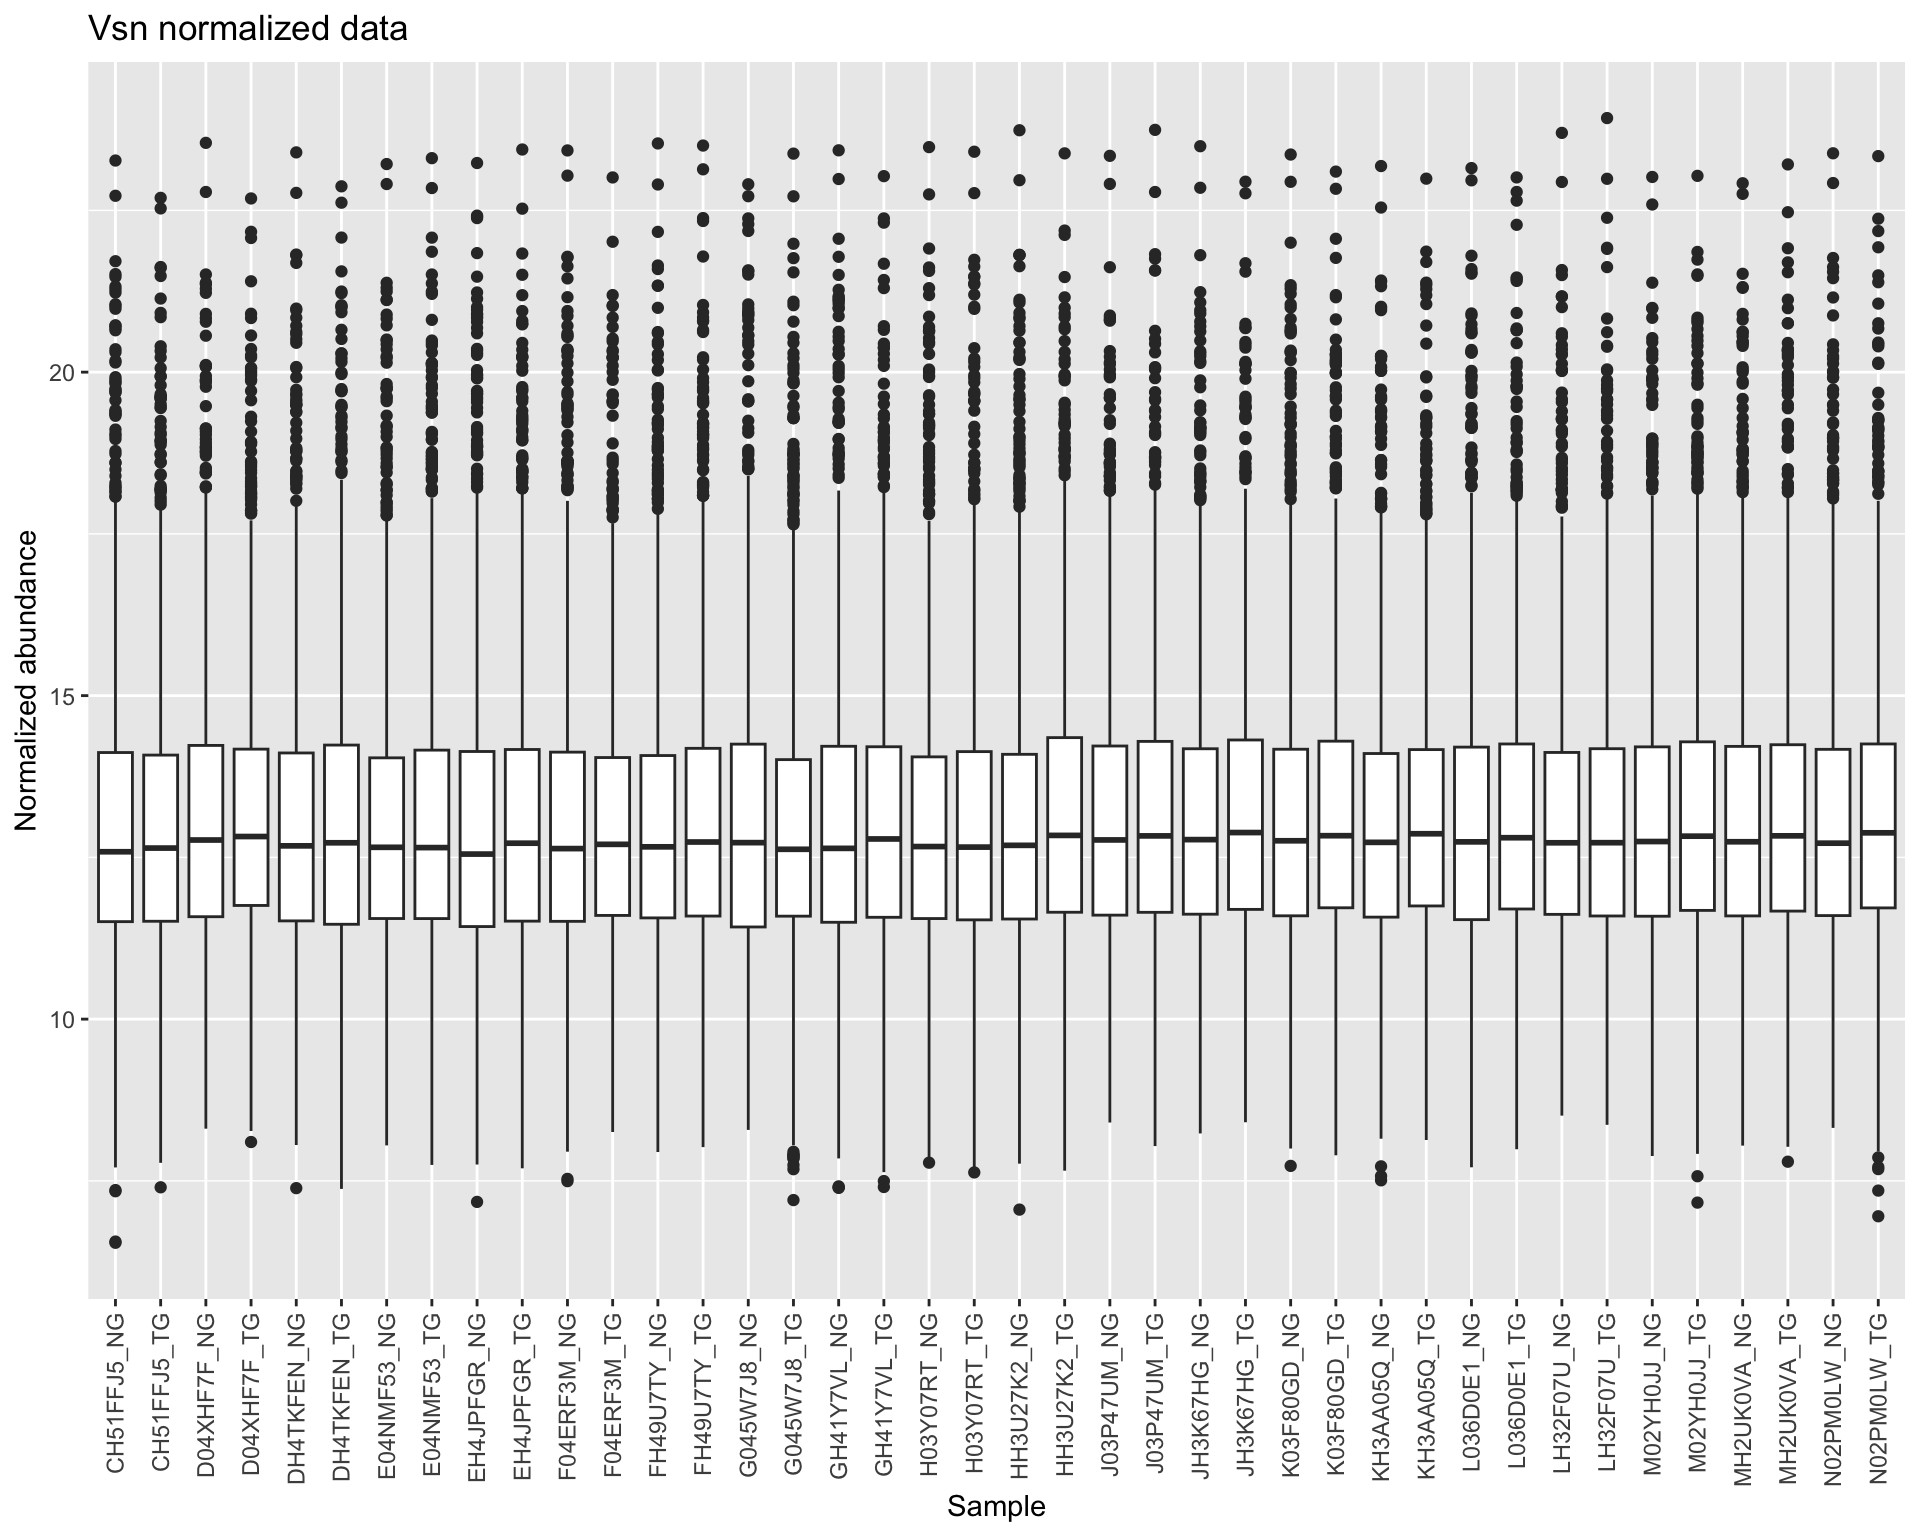 Vsn normalized data
Normalized abundance
20
15
10
CH51FFJ5_NG
CH51FFJ5_TG
D04XHF7F_NG
D04XHF7F_TG
DH4TKFEN_NG
DH4TKFEN_TG
E04NMF53_NG
E04NMF53_TG
EH4JPFGR_NG
EH4JPFGR_TG
F04ERF3M_NG
F04ERF3M_TG
FH49U7TY_NG
FH49U7TY_TG
G045W7J8_NG
G045W7J8_TG
GH41Y7VL_NG
GH41Y7VL_TG
H03Y07RT_NG
H03Y07RT_TG
HH3U27K2_NG
HH3U27K2_TG
J03P47UM_NG
J03P47UM_TG
JH3K67HG_NG
JH3K67HG_TG
K03F80GD_NG
K03F80GD_TG
KH3AA05Q_NG
KH3AA05Q_TG
L036D0E1_NG
L036D0E1_TG
LH32F07U_NG
LH32F07U_TG
M02YH0JJ_NG
M02YH0JJ_TG
MH2UK0VA_NG
MH2UK0VA_TG
N02PM0LW_NG
N02PM0LW_TG
Sample